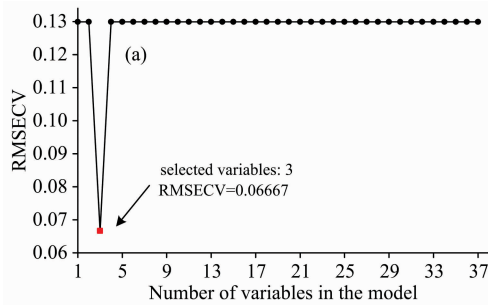 0.13
0.12
0.11
0.10
0.09
0.08
0.07
0.06
RMSECV
(a)
selected variables: 3
RMSECV=0.06667
1 5 9 13 17 21 25 29 33 37
Number of variables in the model